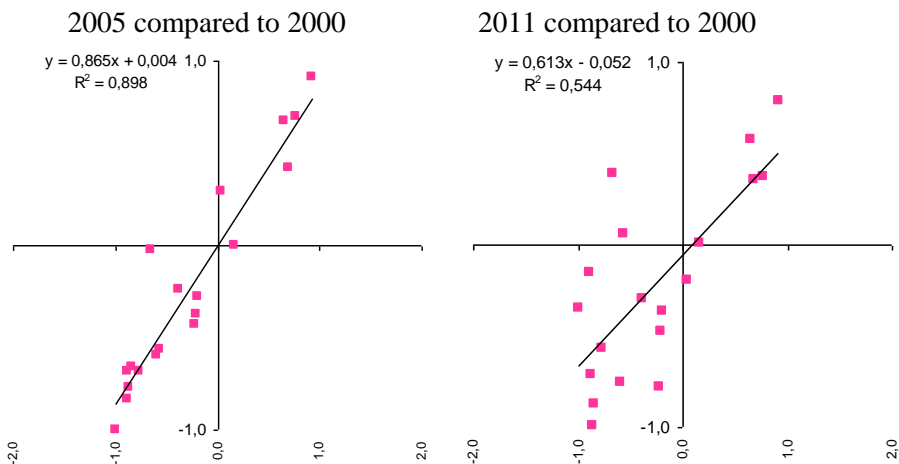 2005 compared to 2000
y = 0,865x + 0,004
R² = 0,898
1,0
-1,0
-2,0
-1,0
0,0
1,0
2,0
2011 compared to 2000
y = 0,613x - 0,052
R² = 0,544
1,0
-1,0
-2,0
-1,0
0,0
1,0
2,0